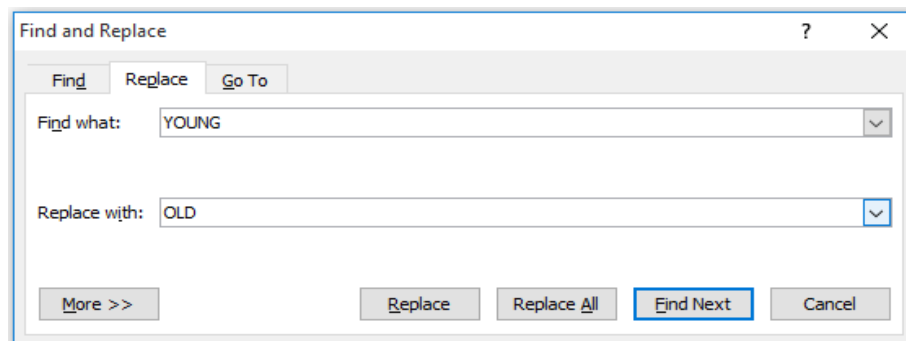 Find and Replace ?
Find Replace Go To
Find what: YOUNG
Replace with: OLD
More >> Replace Replace All Find Next Cancel